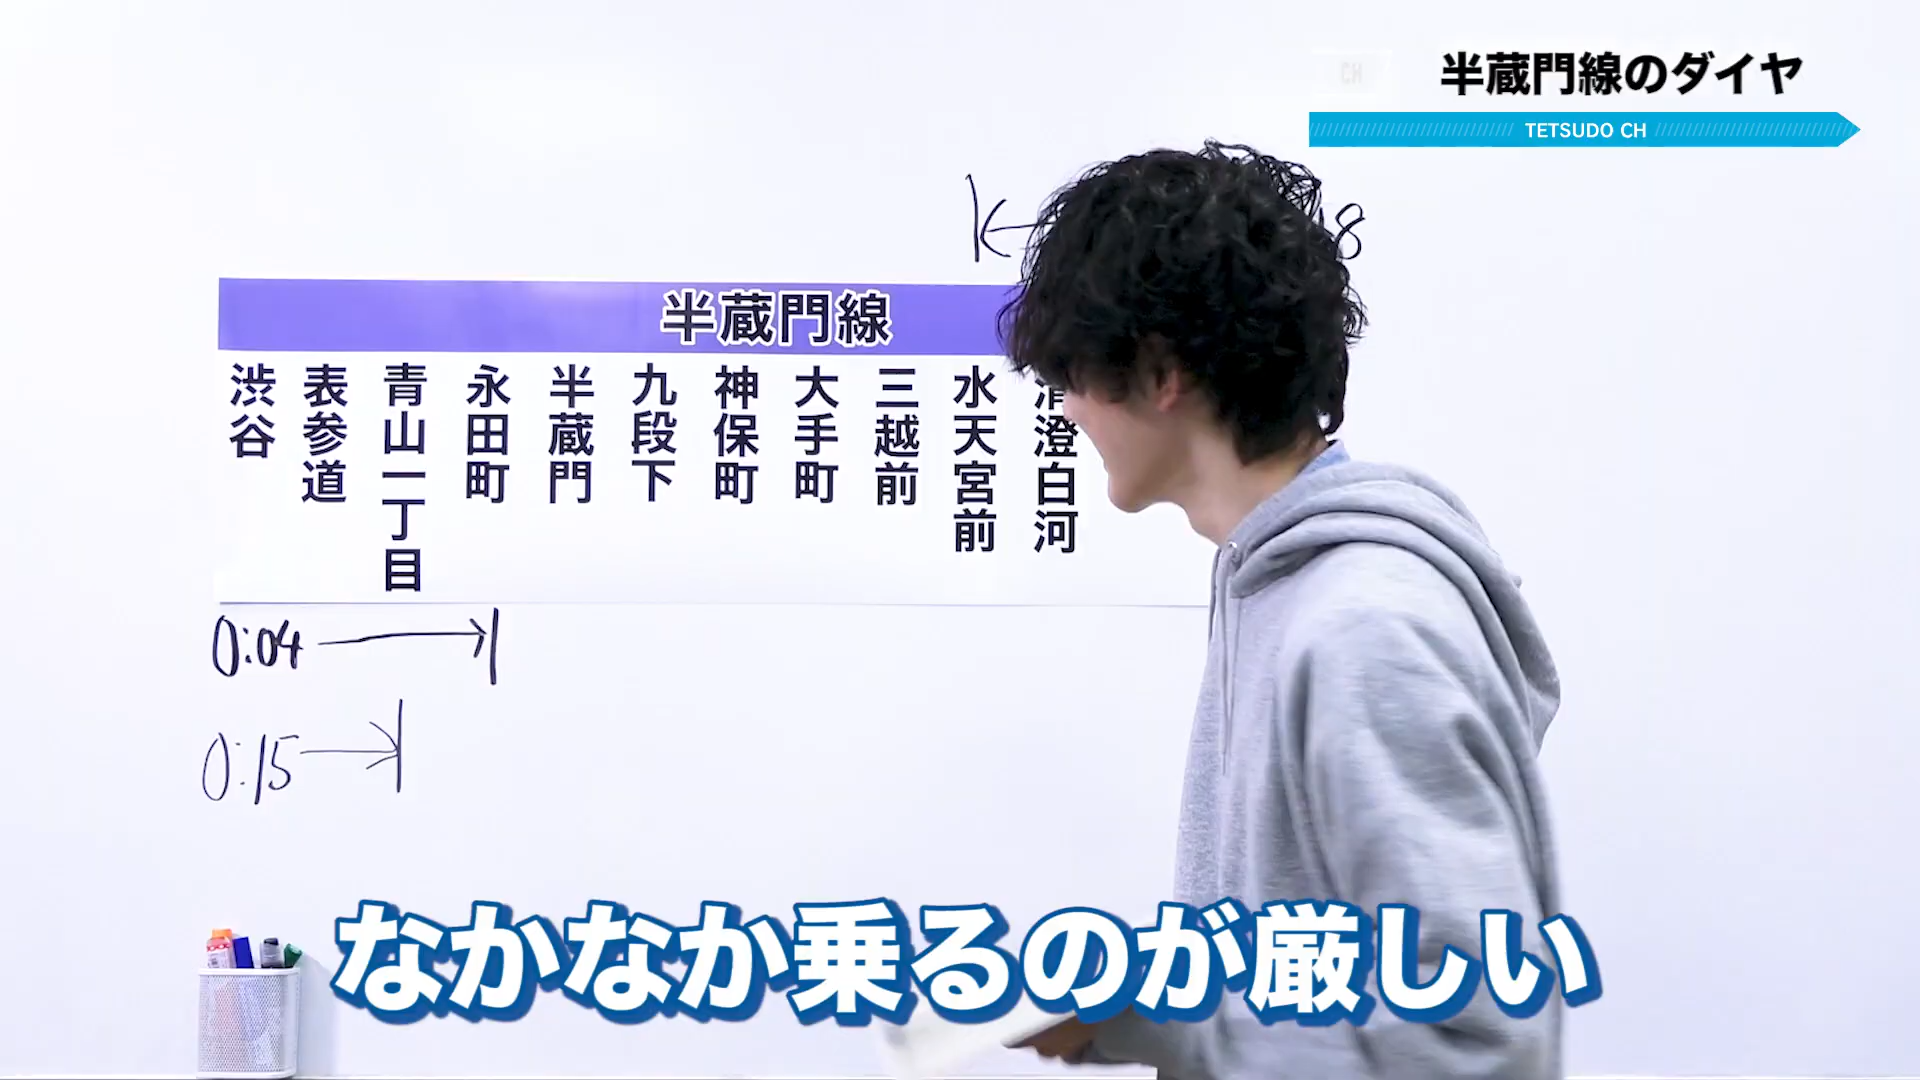 半蔵門線のダイヤ
TETSUDO CH
8
半蔵門線
渋谷
表参道
青山一丁目
永田町
半蔵門
九段下
神保町
大手町
三越前
水天宮前
清澄白河
0:04
0:15
なかなか乗るのが厳しい